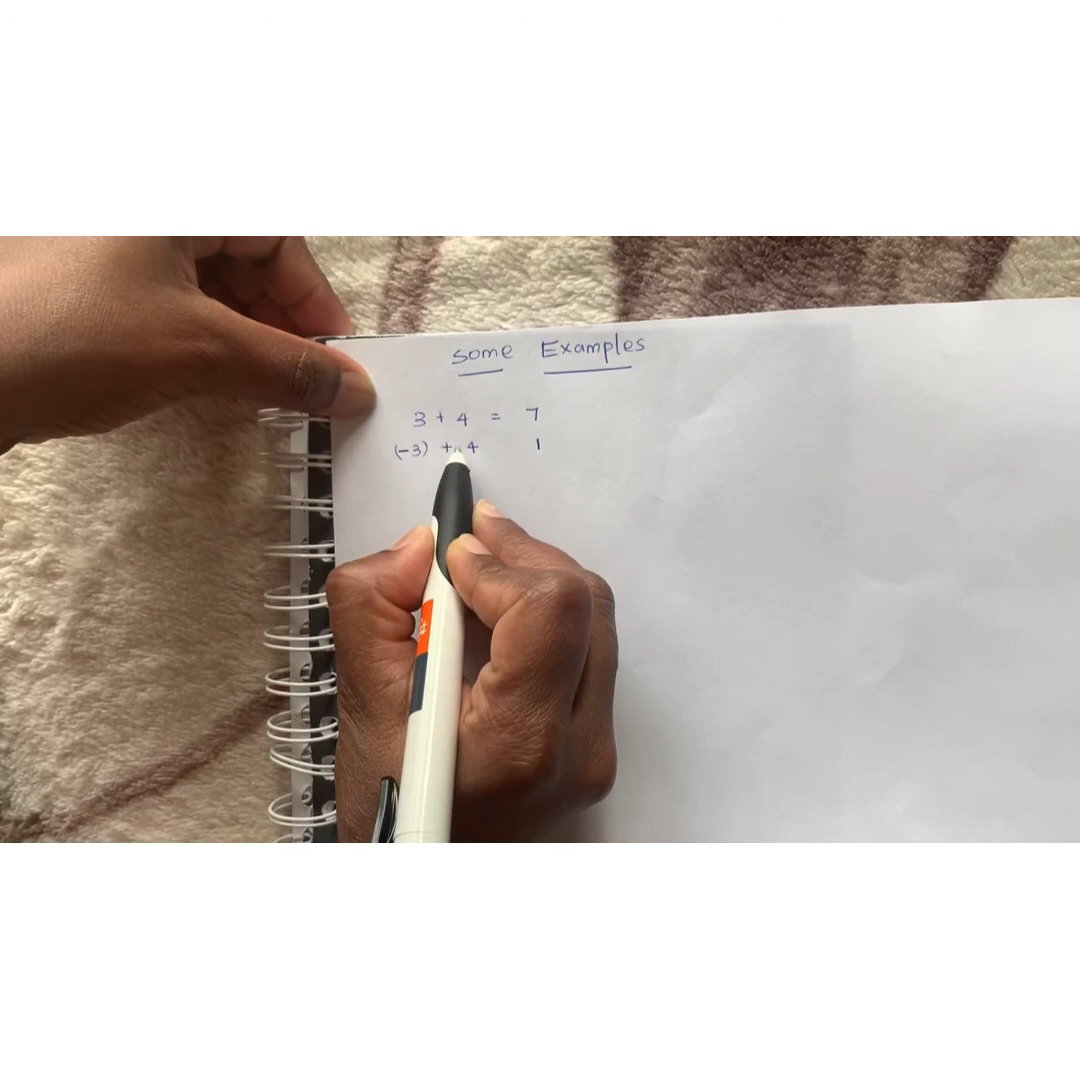 some Examples
3 + 4 = 7
(-3) + 4 1